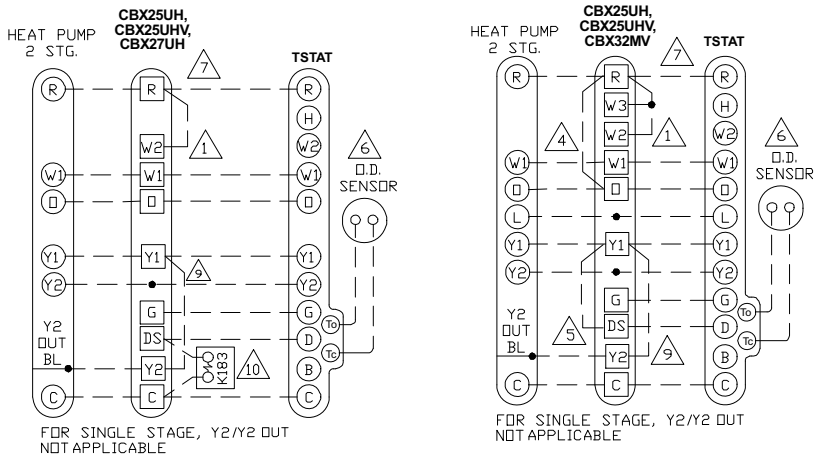 CBX25UH,
CBX25UHV,
CBX27UH
HEAT PUMP
2 STG.
TSTAT
7
R R R
H
W2 W2
1
6
O.D.
SENSOR
W1 W1 W1
O O O
Y1 Y1 Y1
9
Y2 Y2
G G
To
Y2
OUT
BL
DS D
Tc
K183
10
Y2 B
C C C
FOR SINGLE STAGE, Y2/Y2 OUT
NOT APPLICABLE
CBX25UH,
CBX25UHV,
CBX32MV
HEAT PUMP
2 STG.
TSTAT
7
R R R
W3 H
4
W2 W2
1
6
O.D.
SENSOR
W1 W1 W1
O O O
L L
Y1 Y1 Y1
Y2 Y2
G G
To
Y2
OUT
BL
5
DS D
Tc
9
Y2 B
C C C
FOR SINGLE STAGE, Y2/Y2 OUT
NOT APPLICABLE